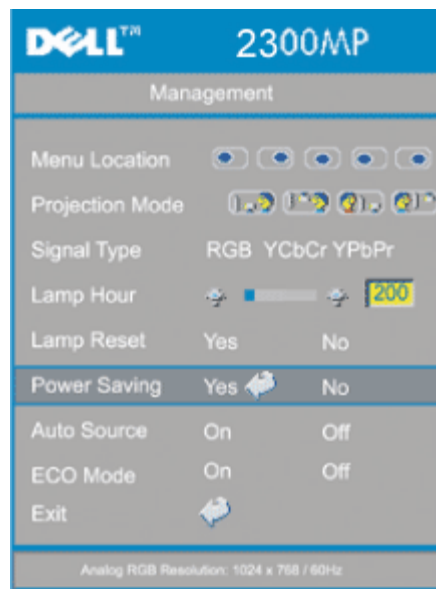 DELL™ 2300MP
Management
Menu Location
Projection Mode
Signal Type RGB YCbCr YPbPr
Lamp Hour 200
Lamp Reset Yes No
Power Saving Yes No
Auto Source On Off
ECO Mode On Off
Exit
Analog RGB Resolution: 1024 x 768 / 60Hz